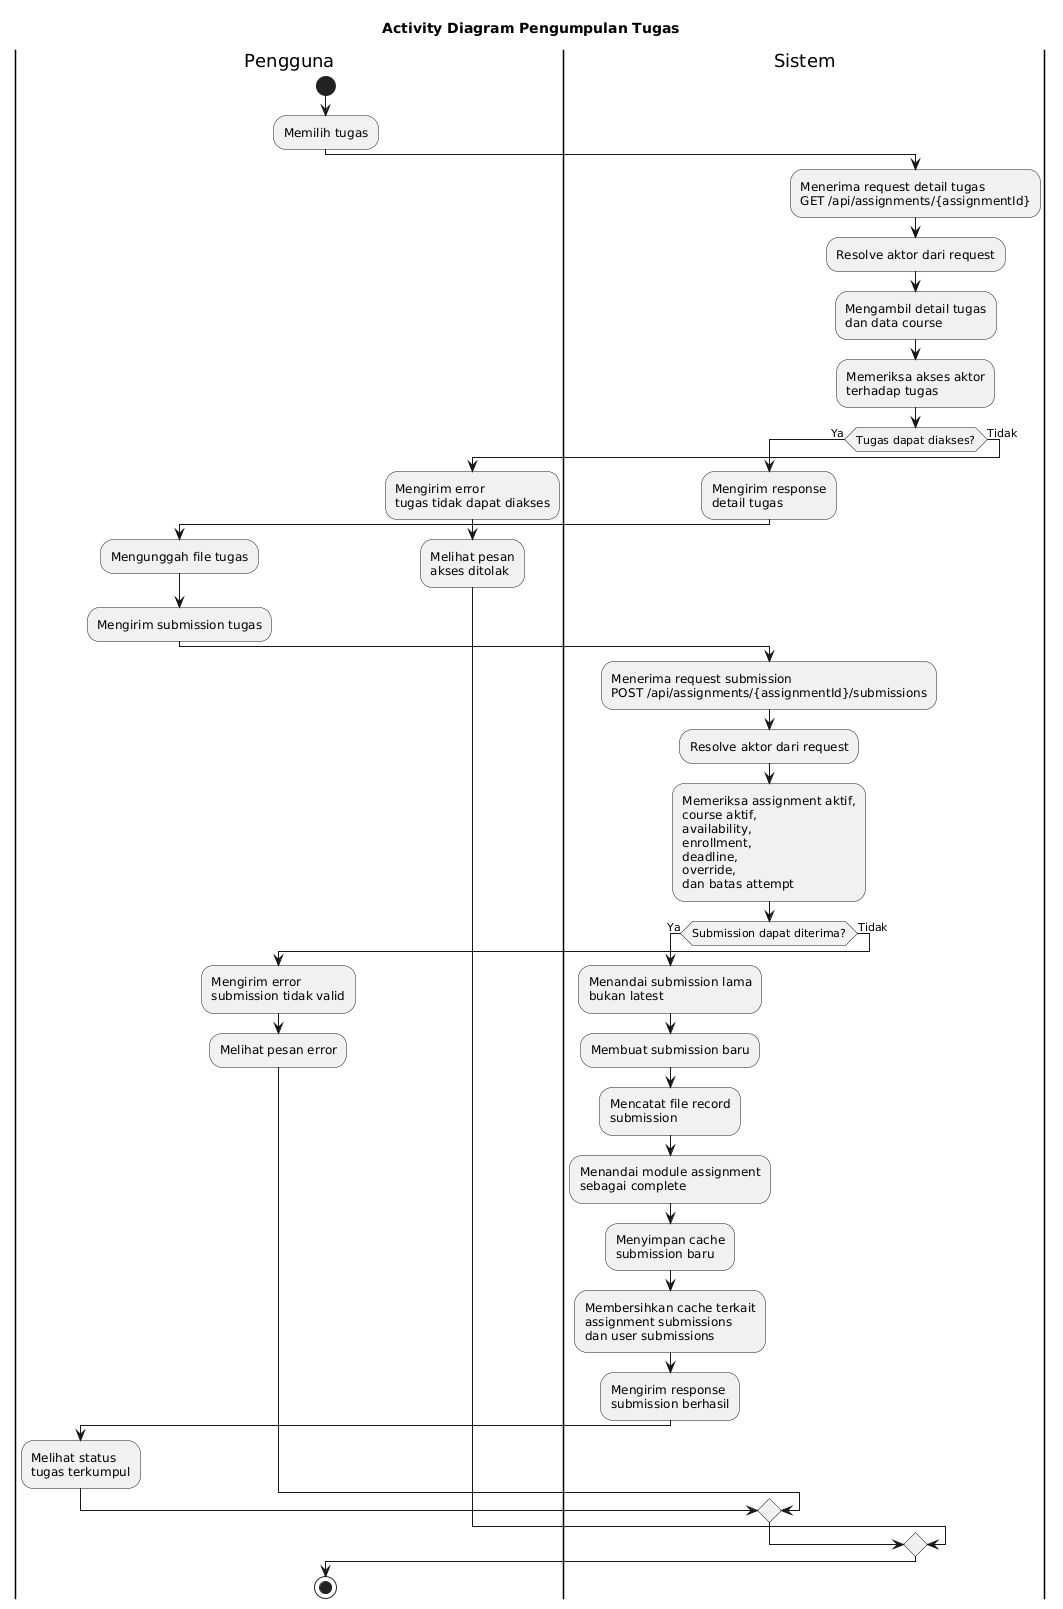 Activity Diagram Pengumpulan Tugas
Pengguna
Sistem
Memilih tugas
Menerima request detail tugas
GET /api/assignments/{assignmentId}
Resolve aktor dari request
Mengambil detail tugas
dan data course
Memeriksa akses aktor
terhadap tugas
Ya
Tugas dapat diakses?
Tidak
Mengirim error
tugas tidak dapat diakses
Mengirim response
detail tugas
Mengunggah file tugas
Melihat pesan
akses ditolak
Mengirim submission tugas
Menerima request submission
POST /api/assignments/{assignmentId}/submissions
Resolve aktor dari request
Memeriksa assignment aktif,
course aktif,
availability,
enrollment,
deadline,
override,
dan batas attempt
Ya
Submission dapat diterima?
Tidak
Mengirim error
submission tidak valid
Menandai submission lama
bukan latest
Melihat pesan error
Membuat submission baru
Mencatat file record
submission
Menandai module assignment
sebagai complete
Menyimpan cache
submission baru
Membersihkan cache terkait
assignment submissions
dan user submissions
Mengirim response
submission berhasil
Melihat status
tugas terkumpul